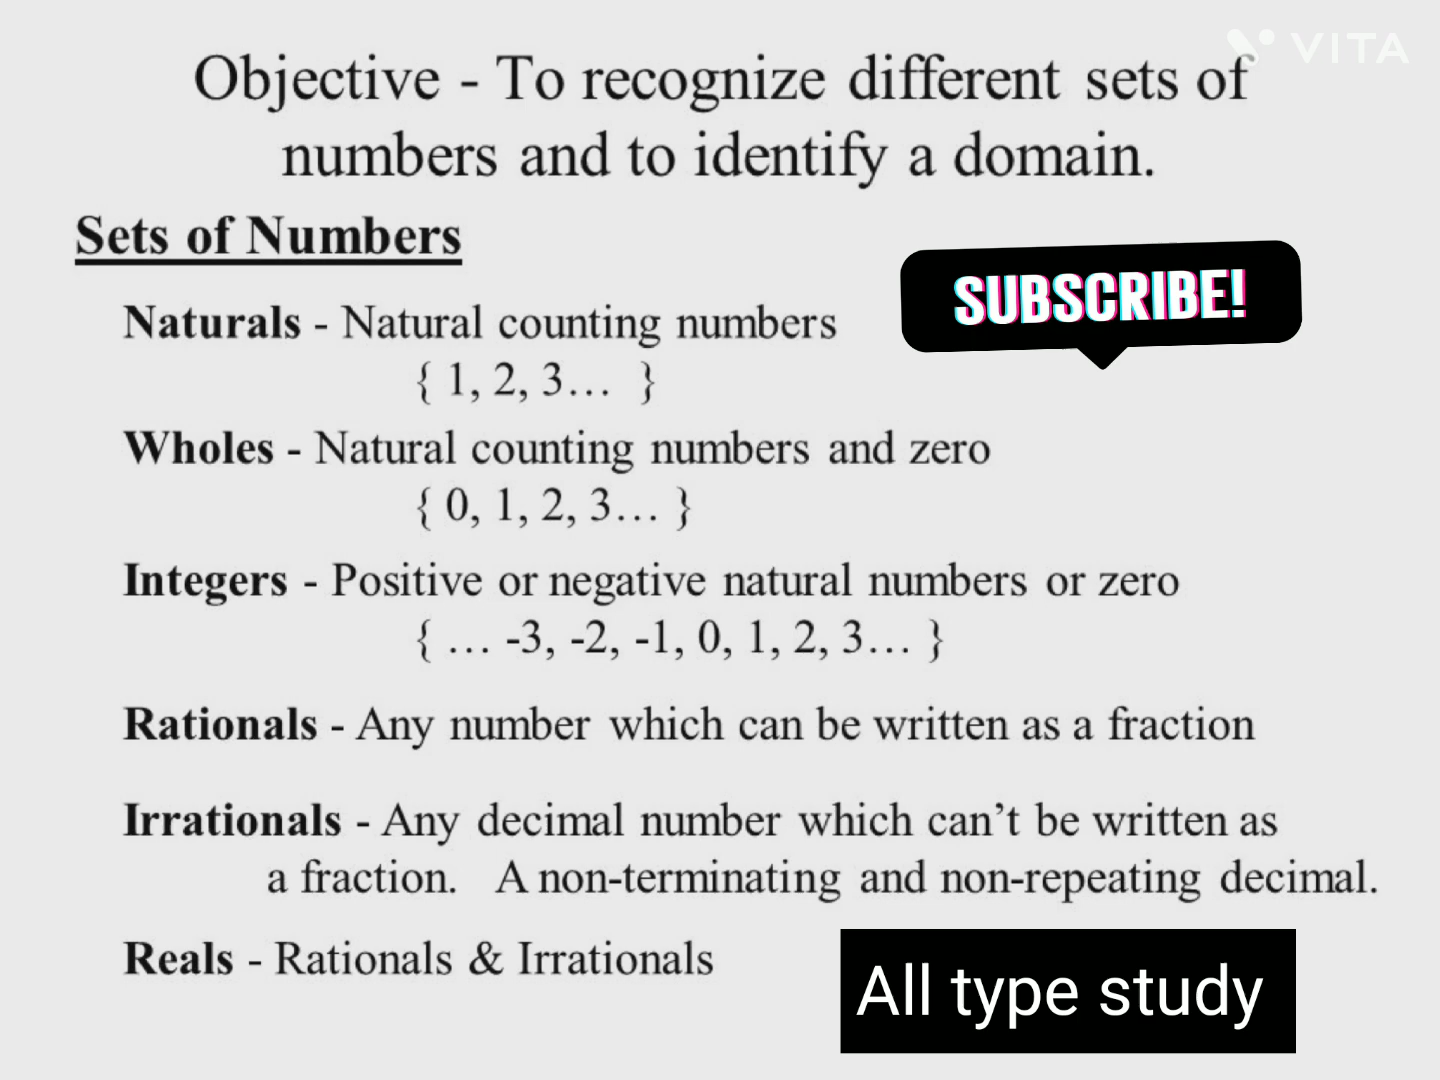 VITA
Objective - To recognize different sets of
numbers and to identify a domain.
Sets of Numbers
SUBSCRIBE!
Naturals - Natural counting numbers
{ 1, 2, 3… }
Wholes - Natural counting numbers and zero
{ 0, 1, 2, 3… }
Integers - Positive or negative natural numbers or zero
{ … -3, -2, -1, 0, 1, 2, 3… }
Rationals - Any number which can be written as a fraction
Irrationals - Any decimal number which can’t be written as
a fraction. A non-terminating and non-repeating decimal.
Reals - Rationals & Irrationals
All type study